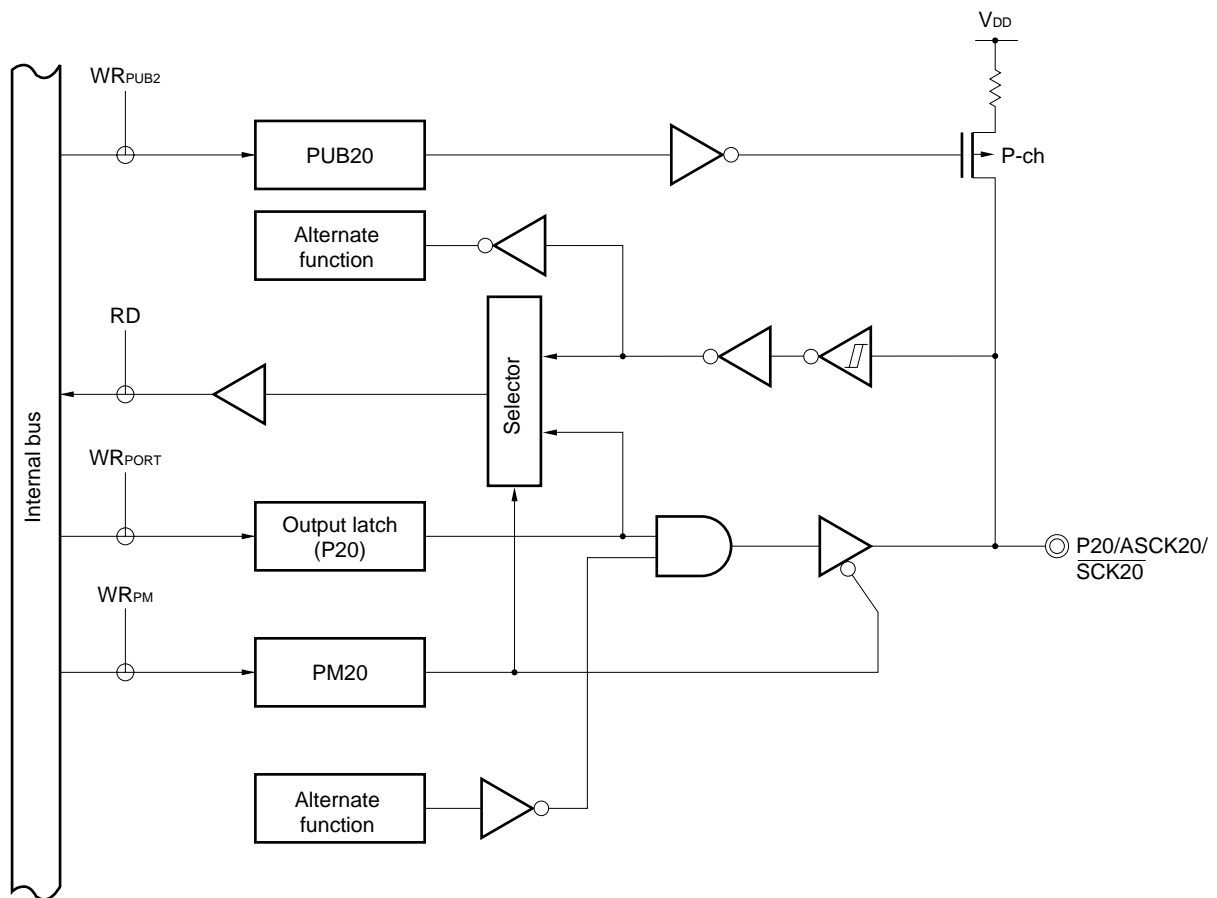 VDD
WRPUB2
PUB20
P-ch
Alternate
function
RD
Selector
Internal bus
WRPORT
Output latch
(P20)
P20/ASCK20/
SCK20
WRPM
PM20
Alternate
function